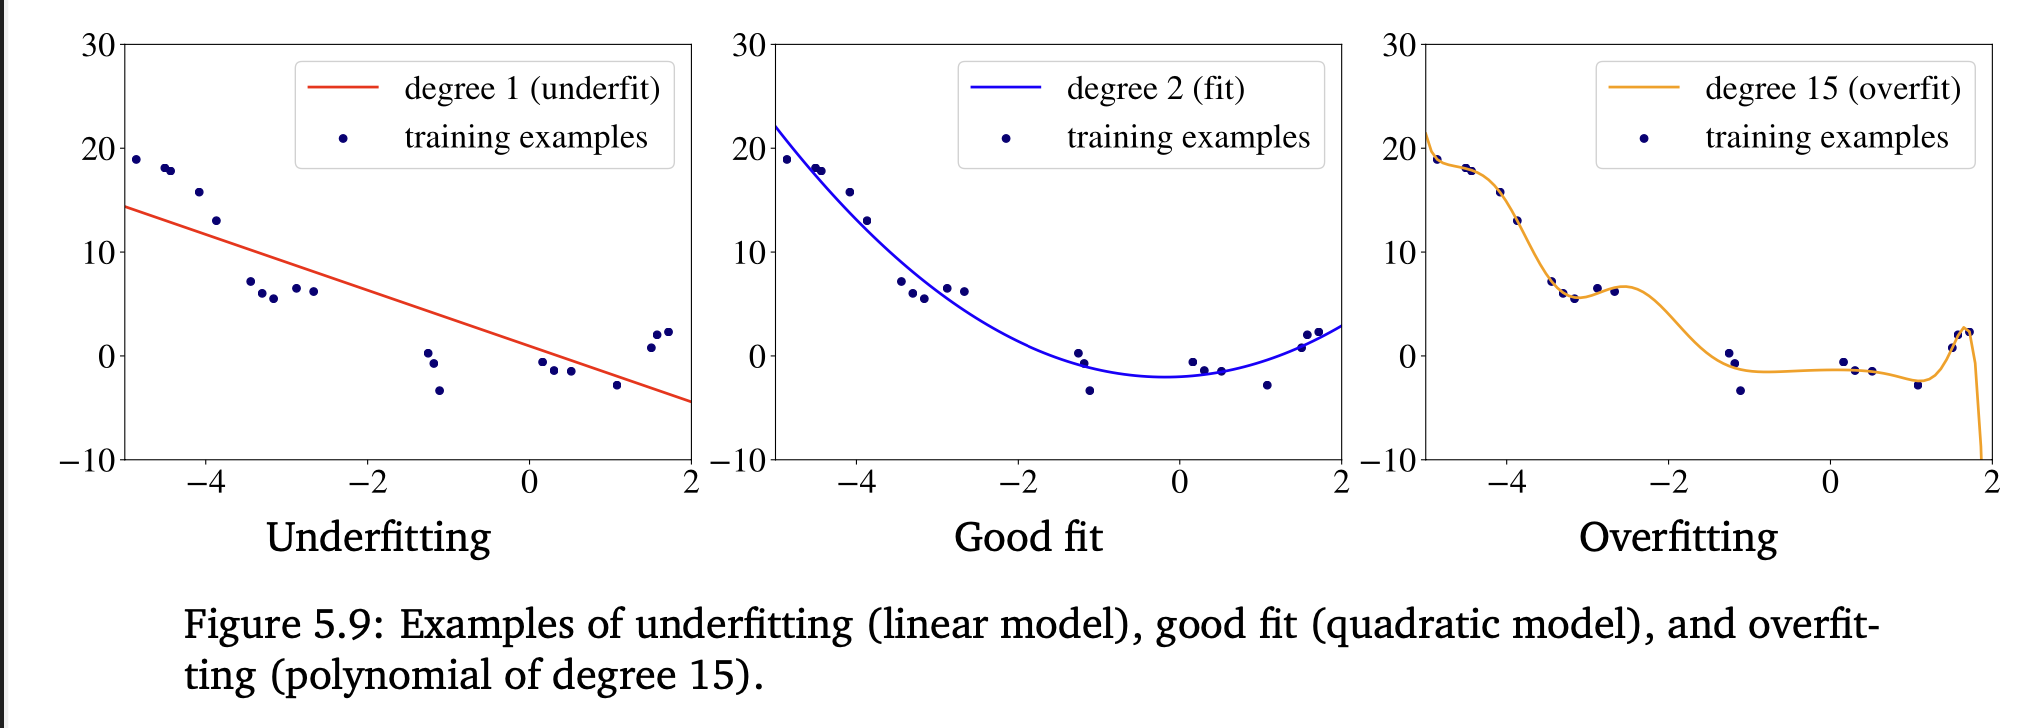 30
20
10
0
−10
−4
−2
0
2
degree 1 (underfit)
training examples
Underfitting
30
20
10
0
−10
−4
−2
0
2
degree 2 (fit)
training examples
Good fit
30
20
10
0
−10
−4
−2
0
2
degree 15 (overfit)
training examples
Overfitting
Figure 5.9: Examples of underfitting (linear model), good fit (quadratic model), and overfit-
ting (polynomial of degree 15).